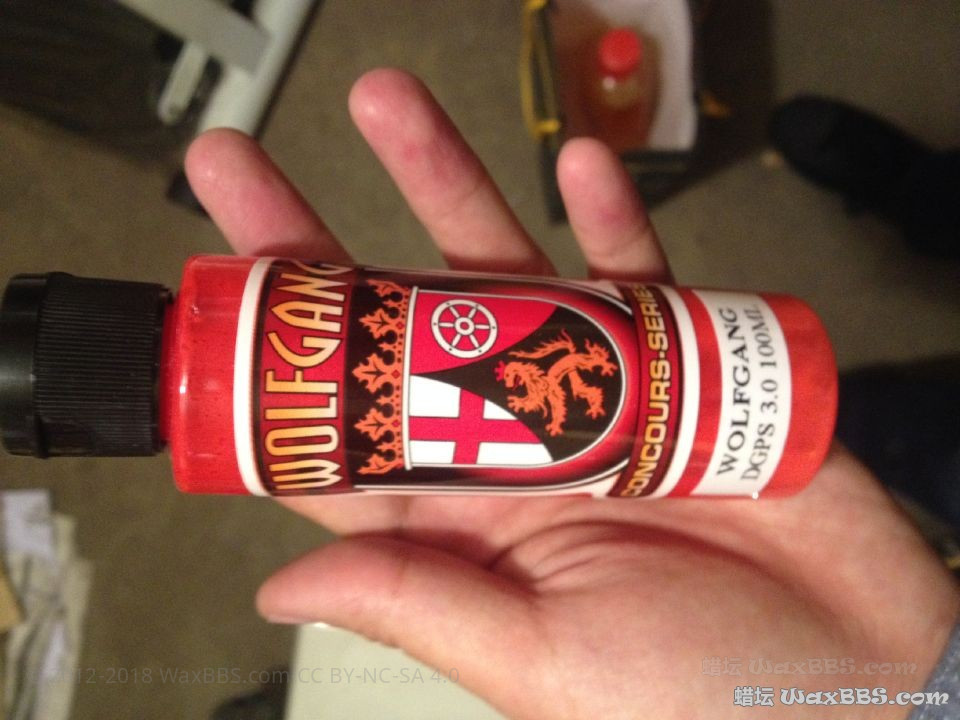 WOLFGANG
CONCOURS-SERIES
WOLFGANG
DGPS 3.0 100ML
12-2018 WaxBBS.com CC BY-NC-SA 4.0
蜡坛 WaxBBS.com
蜡坛 WaxBBS.com